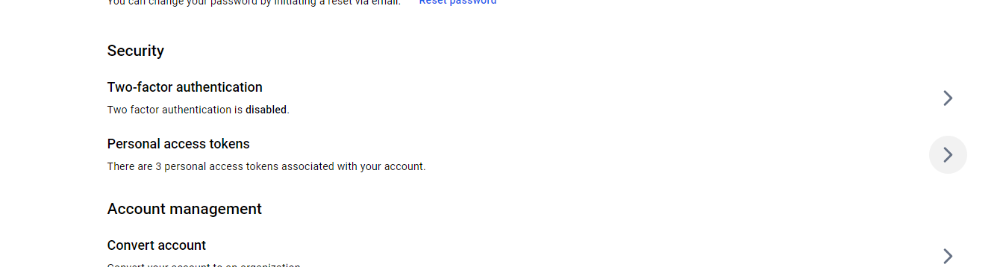 You can change your password by initiating a reset via email. Reset password
Security
Two-factor authentication
Two factor authentication is disabled.
Personal access tokens
There are 3 personal access tokens associated with your account.
Account management
Convert account
Convert your account to an organization